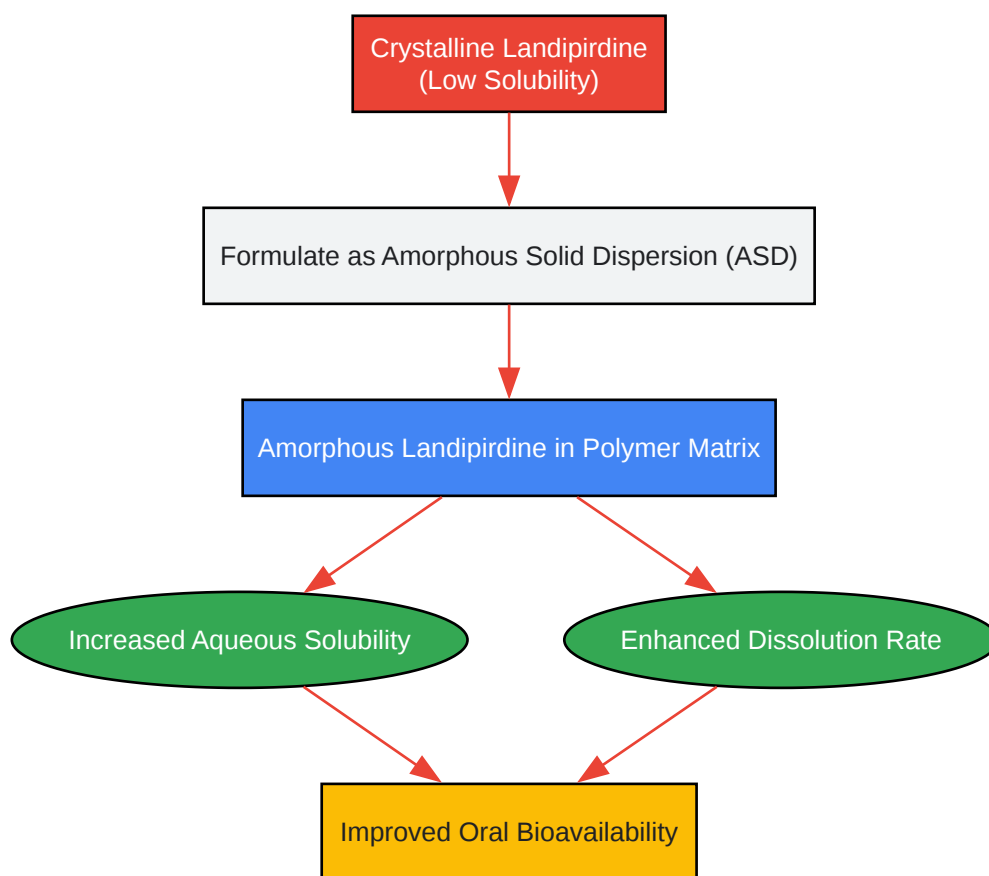 Crystalline Landipirdine
(Low Solubility)
Formulate as Amorphous Solid Dispersion (ASD)
Amorphous Landipirdine in Polymer Matrix
Increased Aqueous Solubility
Enhanced Dissolution Rate
Improved Oral Bioavailability